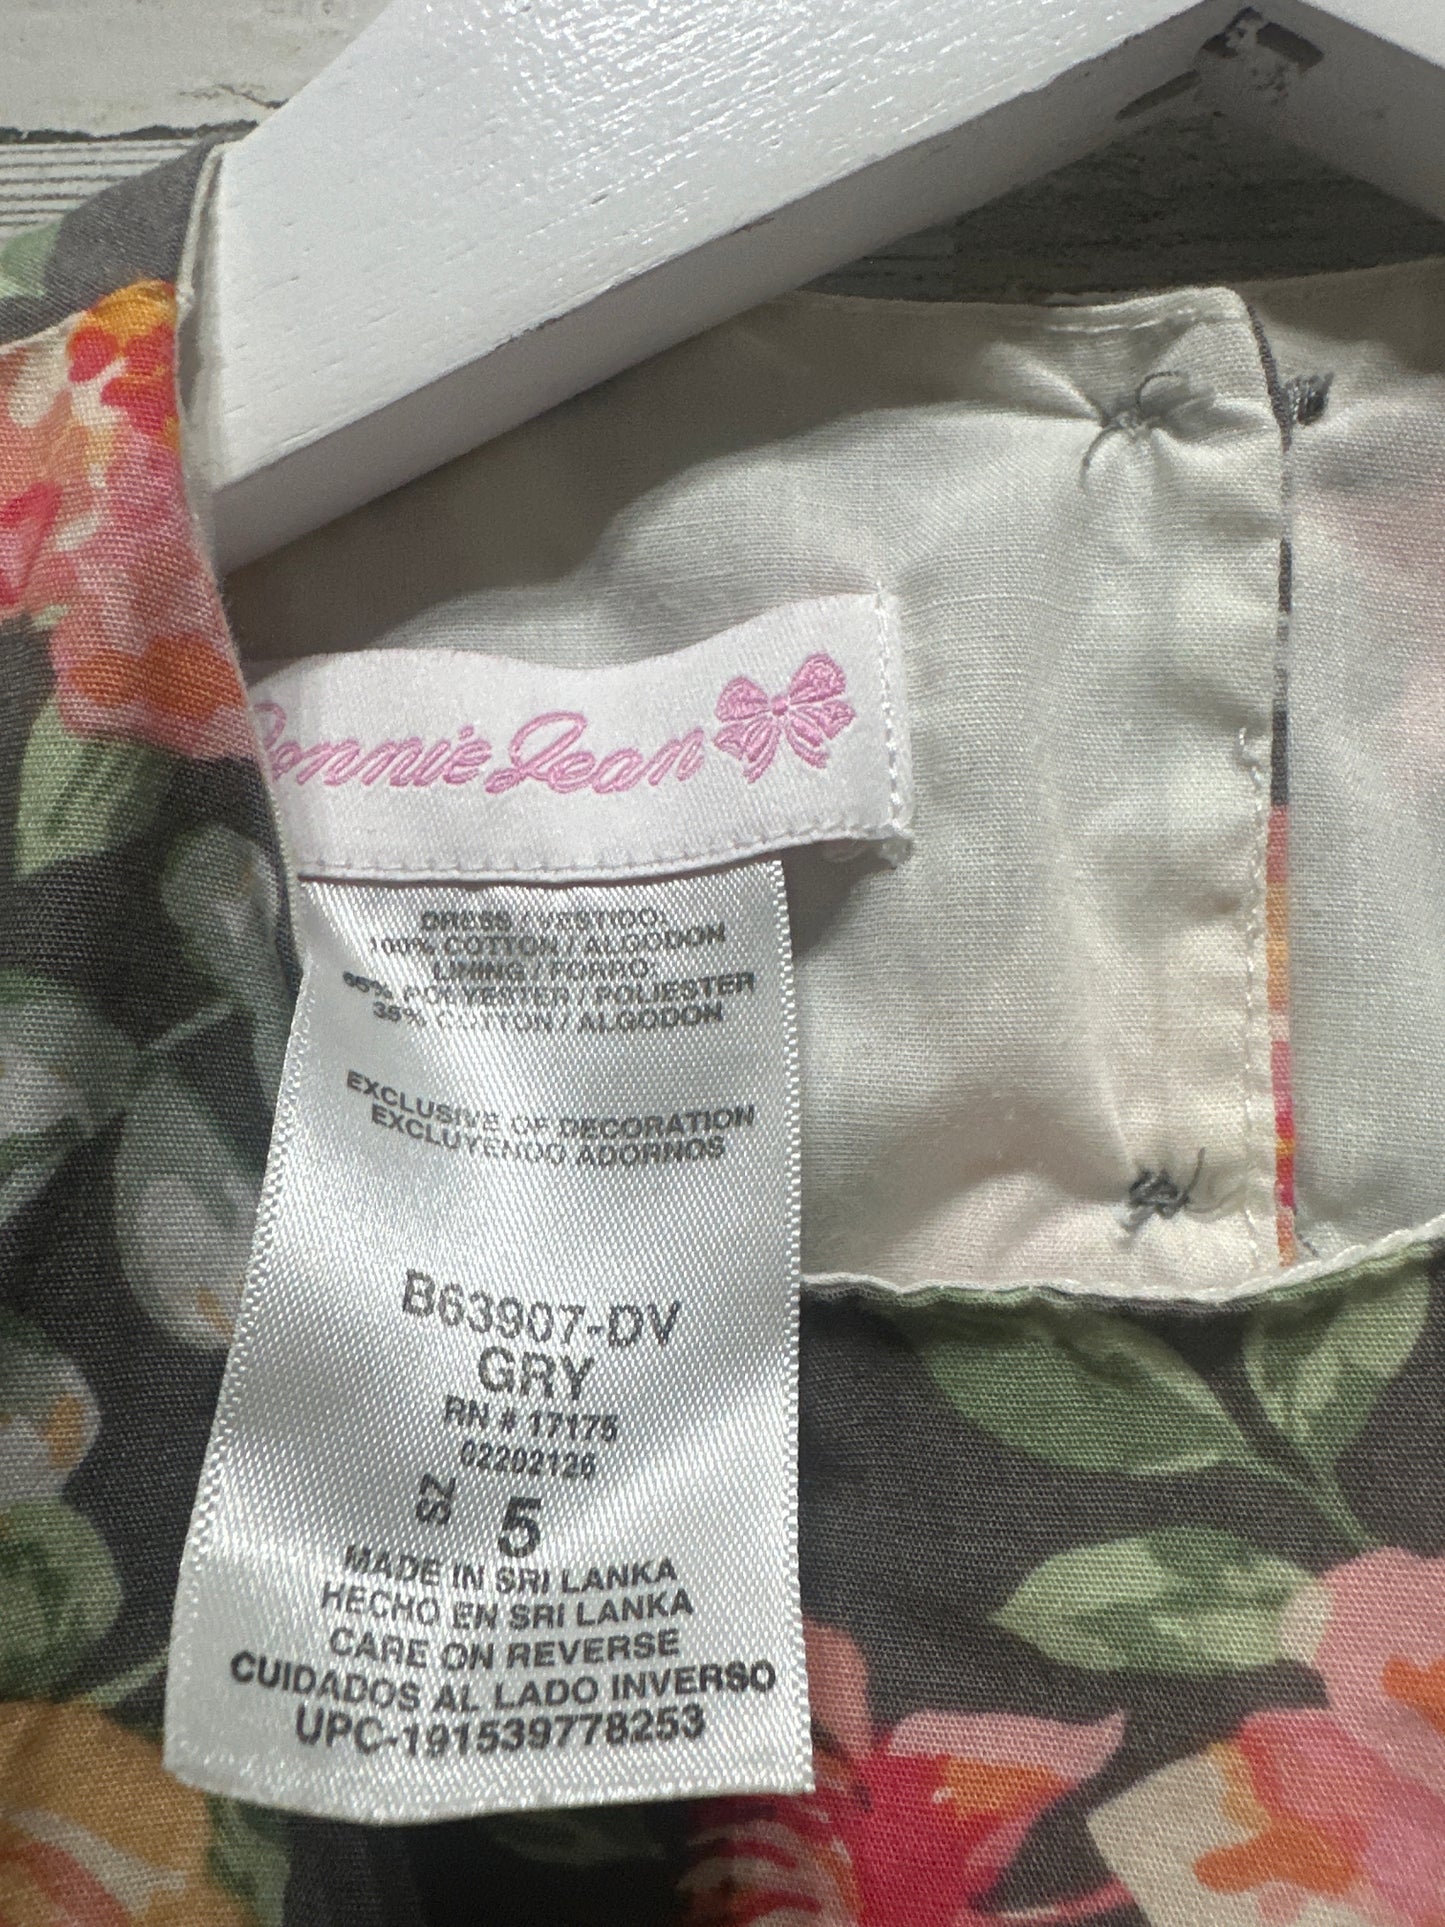 Bonnie Jean
DRESS / VESTIDO:
100% COTTON / ALGODON
LINING / FORRO:
65% POLYESTER / POLIESTER
35% COTTON / ALGODON
EXCLUSIVE OF DECORATION
EXCLUYENDO ADORNOS
B63907-DV
GRY
RN # 17175
02202126
SZ 5
MADE IN SRI LANKA
HECHO EN SRI LANKA
CARE ON REVERSE
CUIDADOS AL LADO INVERSO
UPC-191539778253